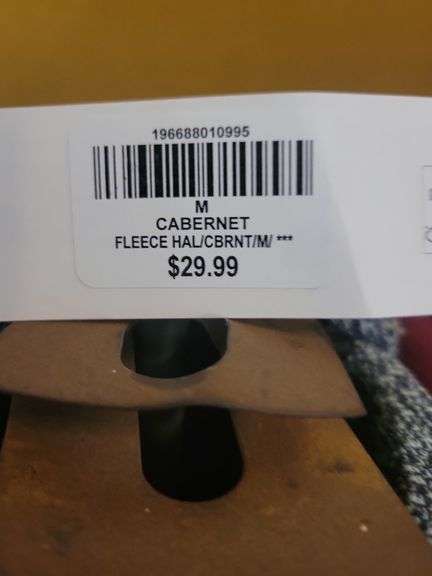 196688010995
M
CABERNET
FLEECE HAL/CBRNT/M/ ***
$29.99